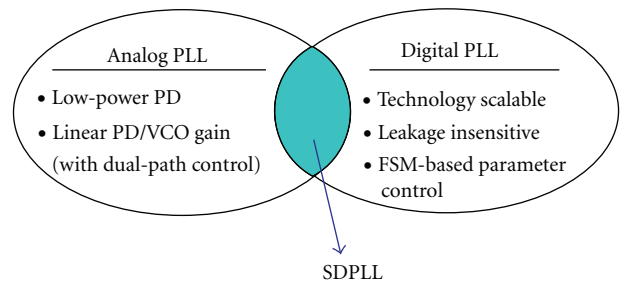 Analog PLL
• Low-power PD
• Linear PD/VCO gain
(with dual-path control)
Digital PLL
• Technology scalable
• Leakage insensitive
• FSM-based parameter
control
SDPLL